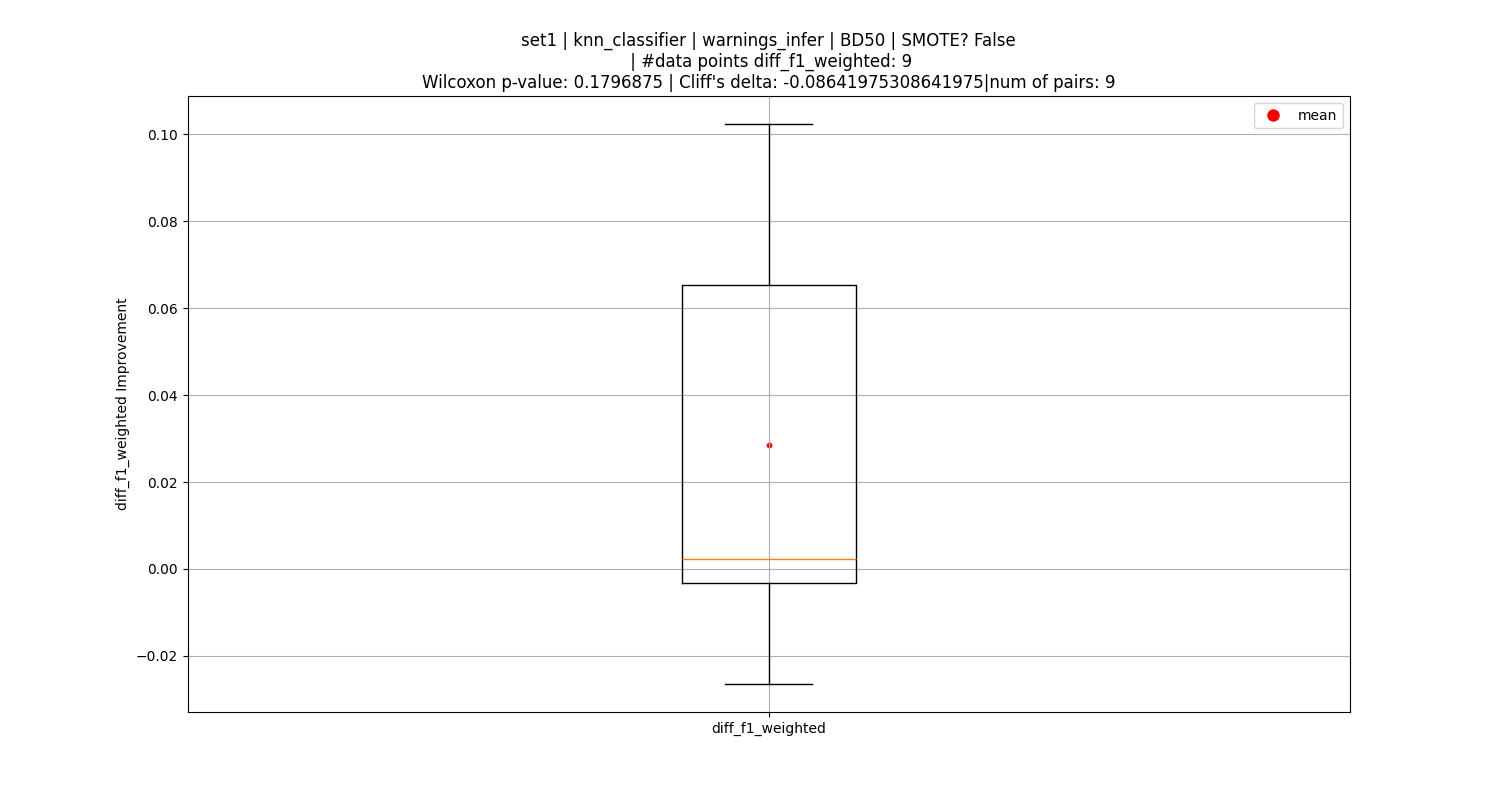 set1 | knn_classifier | warnings_infer | BD50 | SMOTE? False
| #data points diff_f1_weighted: 9
Wilcoxon p-value: 0.1796875 | Cliff's delta: -0.08641975308641975|num of pairs: 9
mean
0.10
0.08
0.06
0.04
0.02
0.00
−0.02
diff_f1_weighted Improvement
diff_f1_weighted